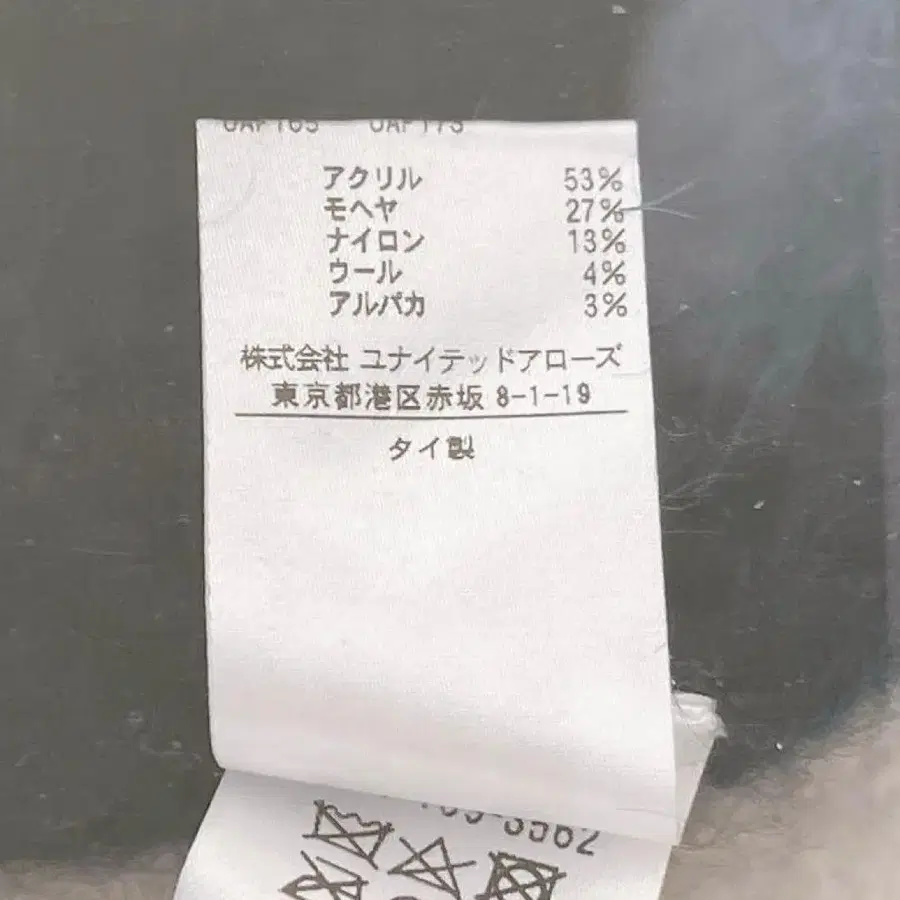 アクリル 53%
モヘヤ 27%
ナイロン 13%
ウール 4%
アルパカ 3%
株式会社 ユナイテッドアローズ
東京都港区赤坂 8-1-19
タイ製
3562